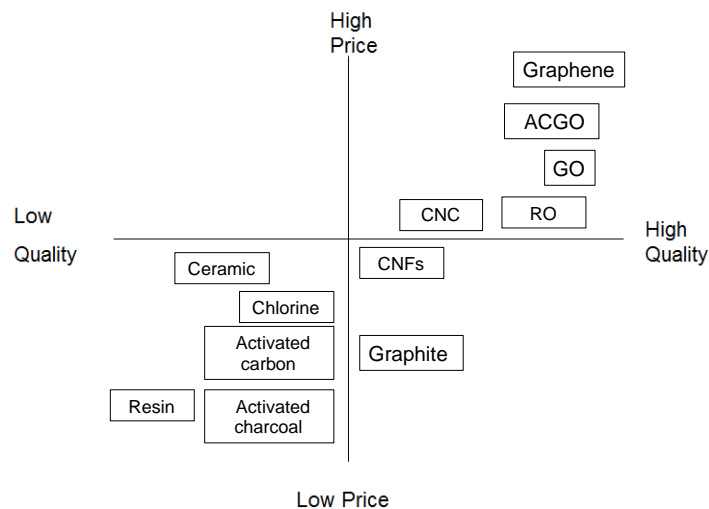 High
Price
Graphene
ACGO
GO
CNC
RO
Low
Quality
High
Quality
Ceramic
CNFs
Chlorine
Activated
carbon
Graphite
Resin
Activated
charcoal
Low Price